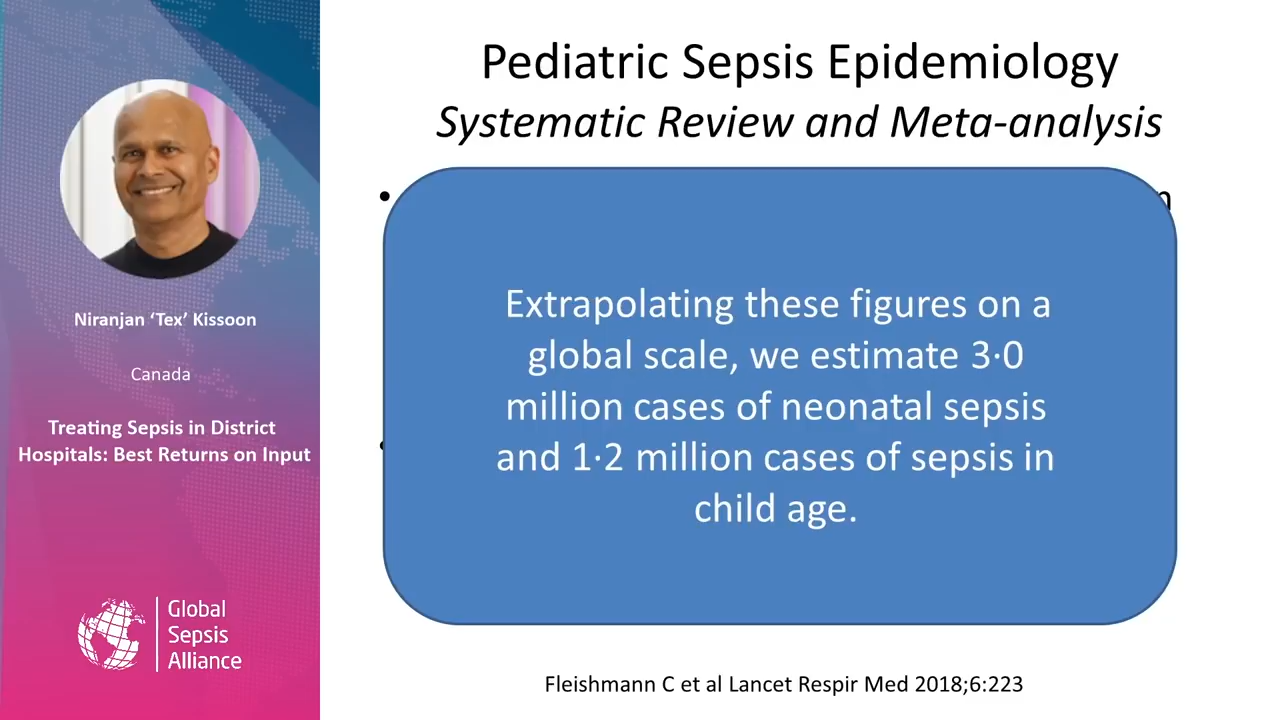 Niranjan ‘Tex’ Kissoon
Canada
Treating Sepsis in District
Hospitals: Best Returns on Input
Global
Sepsis
Alliance
Pediatric Sepsis Epidemiology
Systematic Review and Meta-analysis
Extrapolating these figures on a
global scale, we estimate 3·0
million cases of neonatal sepsis
and 1·2 million cases of sepsis in
child age.
Fleishmann C et al Lancet Respir Med 2018;6:223